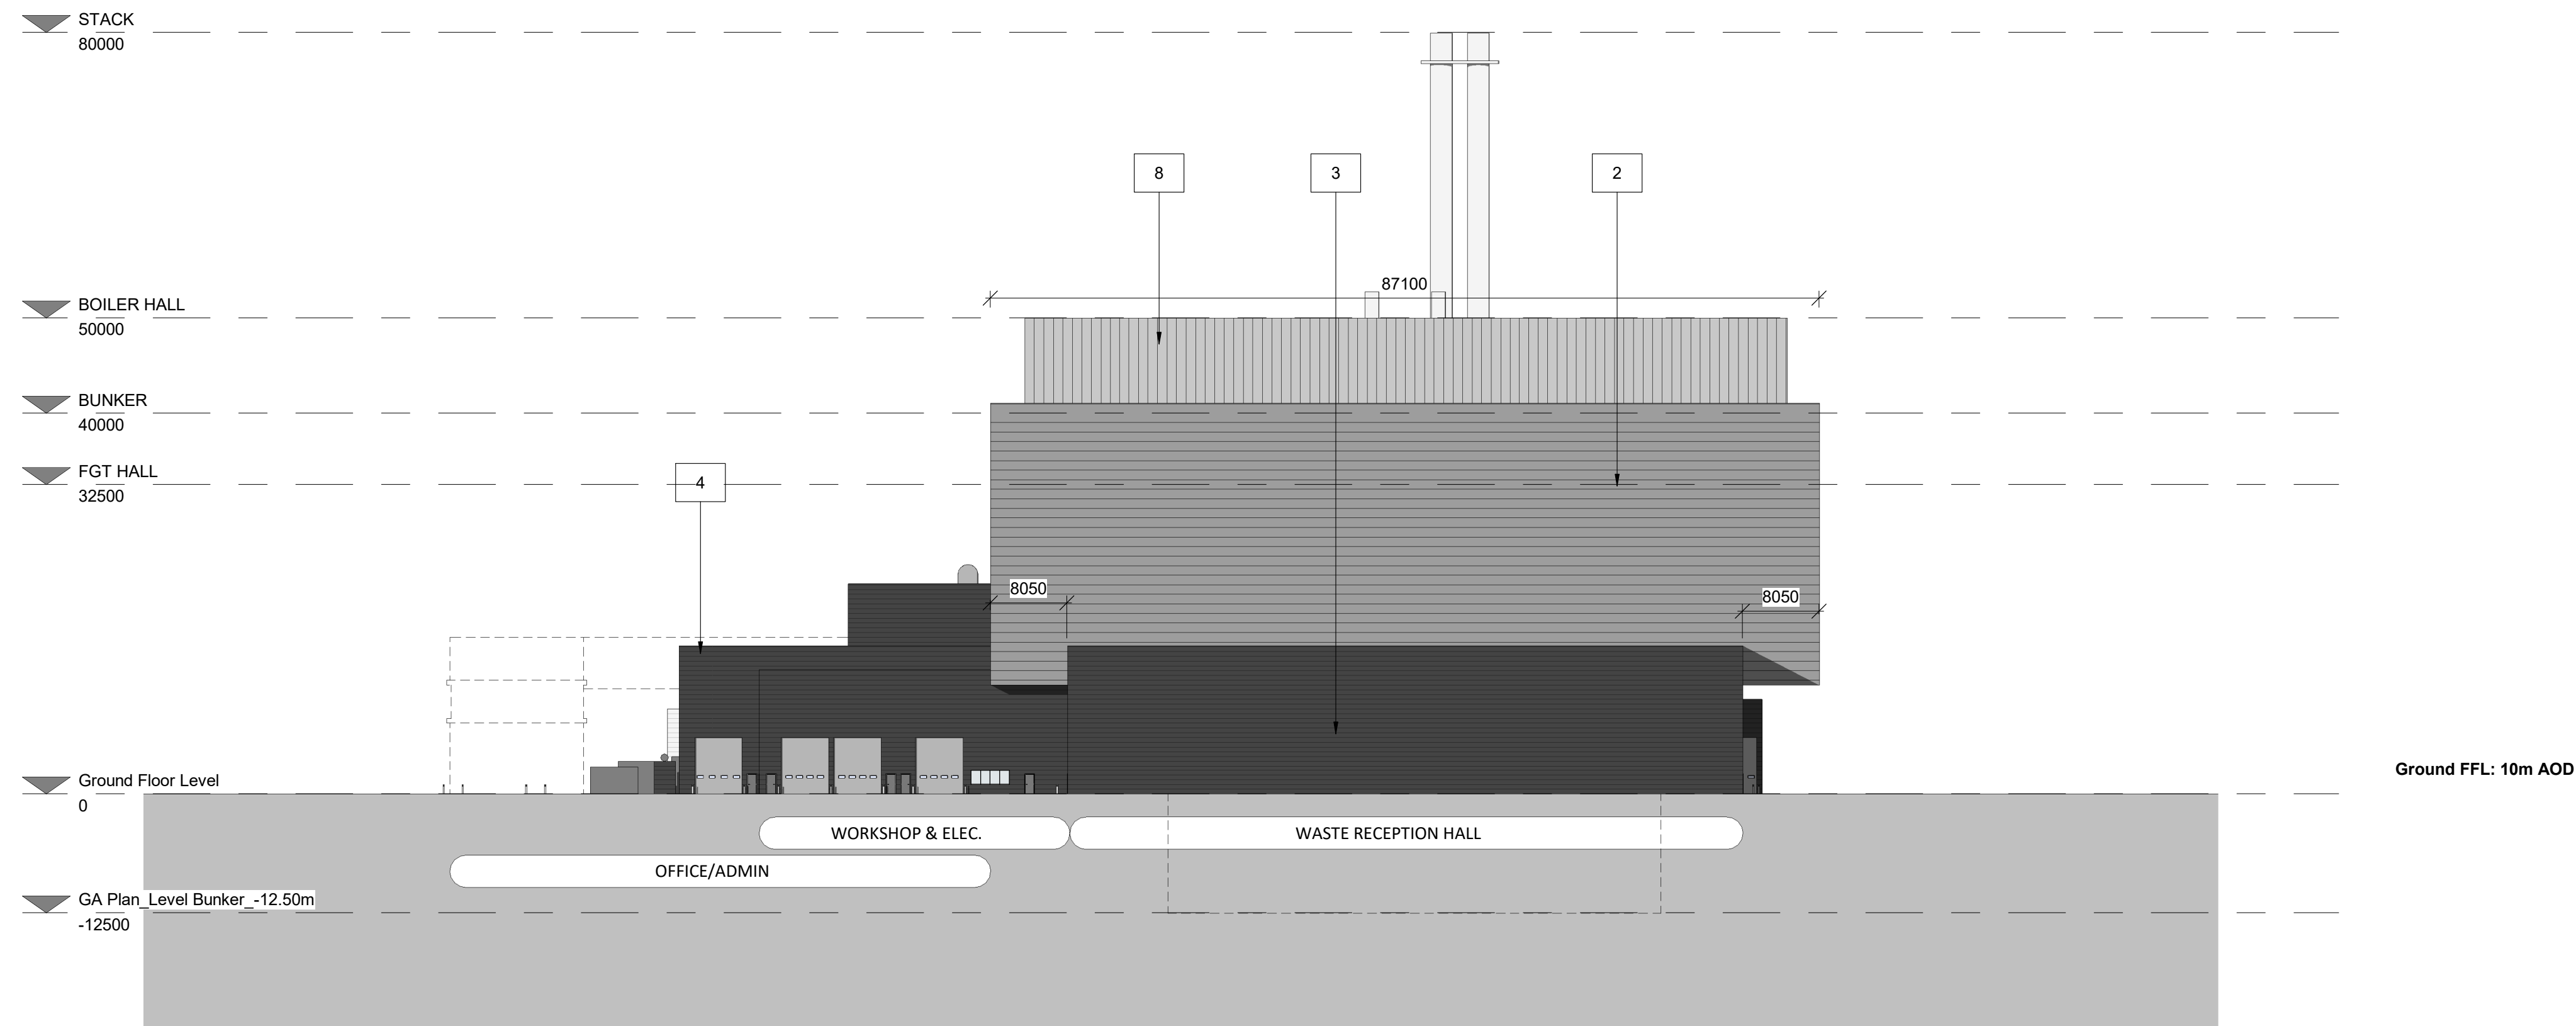 STACK
80000
8
3
2
87100
BOILER HALL
50000
BUNKER
40000
FGT HALL
32500
4
8050
8050
Ground Floor Level
0
Ground FFL: 10m AOD
WORKSHOP & ELEC.
WASTE RECEPTION HALL
OFFICE/ADMIN
GA Plan_Level Bunker_-12.50m
-12500